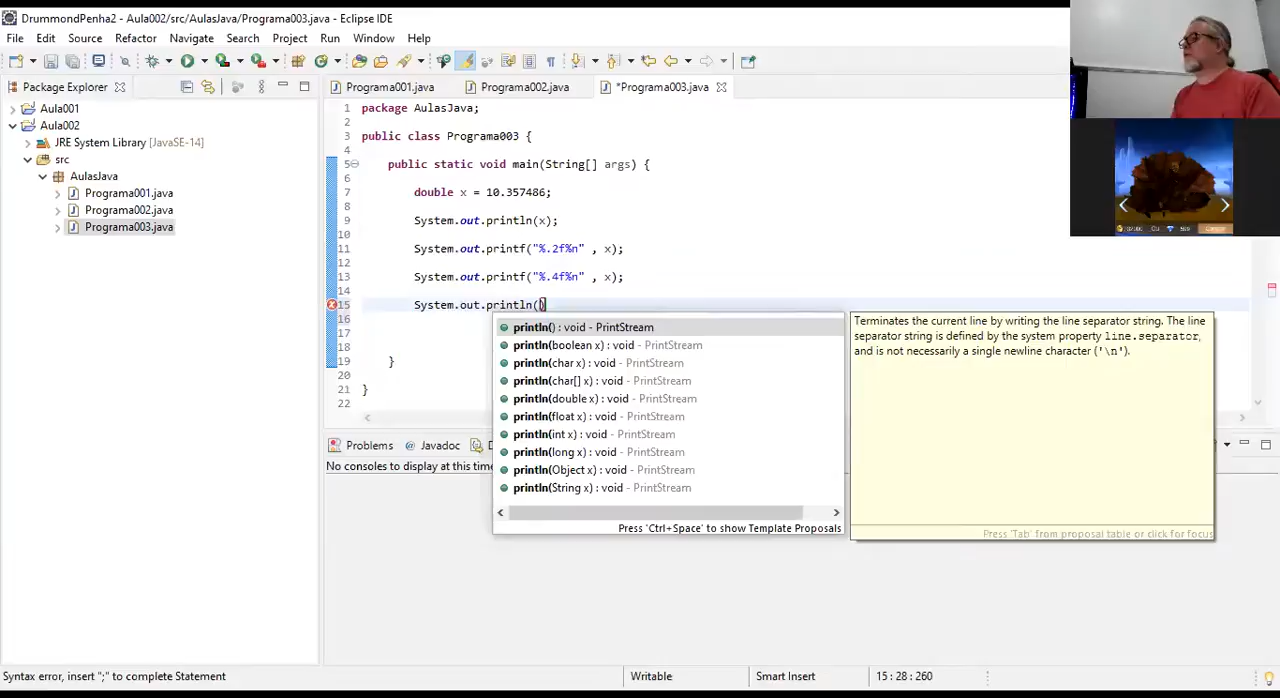 DrummondPenha2 - Aula002/src/AulasJava/Programa003.java - Eclipse IDE
File Edit Source Refactor Navigate Search Project Run Window Help
Package Explorer
Programa001.java Programa002.java *Programa003.java
Aula001
Aula002
JRE System Library [JavaSE-14]
src
AulasJava
Programa001.java
Programa002.java
Programa003.java
1 package AulasJava;
2
3 public class Programa003 {
4
5 public static void main(String[] args) {
6
7 double x = 10.357486;
8
9 System.out.println(x);
10
11 System.out.printf("%.2f%n" , x);
12
13 System.out.printf("%.4f%n" , x);
14
15 System.out.println()
16
17
18
19 }
20
21 }
22
println() : void - PrintStream
println(boolean x) : void - PrintStream
println(char x) : void - PrintStream
println(char[] x) : void - PrintStream
println(double x) : void - PrintStream
println(float x) : void - PrintStream
println(int x) : void - PrintStream
println(long x) : void - PrintStream
println(Object x) : void - PrintStream
println(String x) : void - PrintStream
Press 'Ctrl+Space' to show Template Proposals
Terminates the current line by writing the line separator string. The line
separator string is defined by the system property line.separator,
and is not necessarily a single newline character ('\n').
Press 'Tab' from proposal table or click for focus
Problems @ Javadoc
No consoles to display at this time
Syntax error, insert ";" to complete Statement Writable Smart Insert 15 : 28 : 260